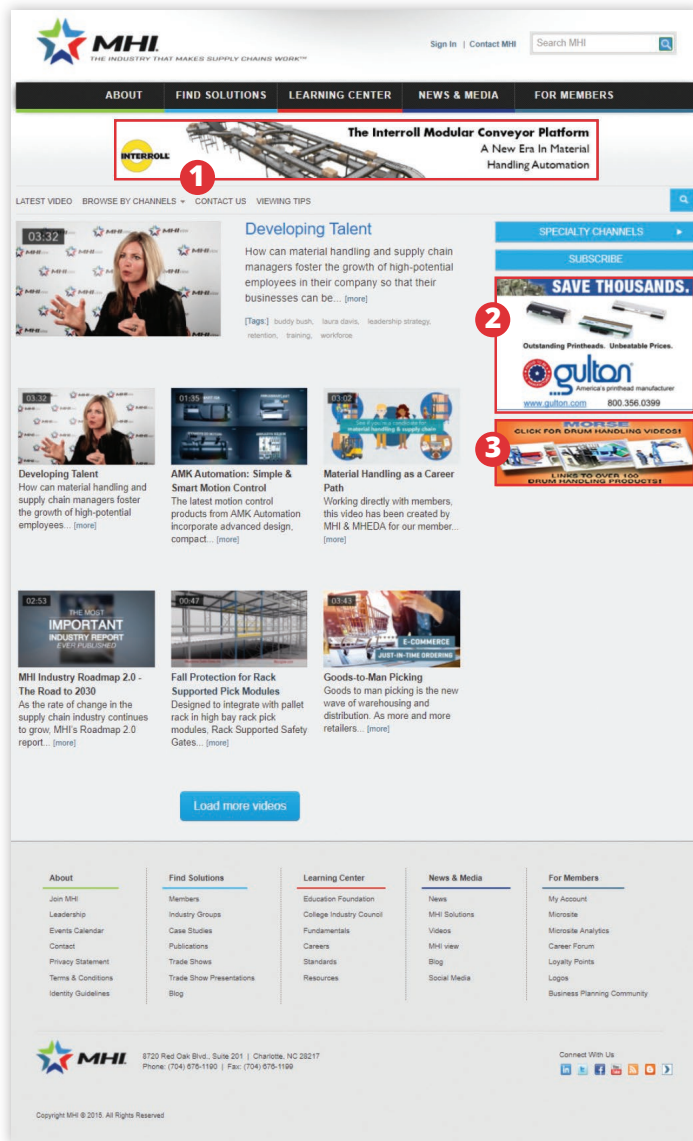 MHI.
THE INDUSTRY THAT MAKES SUPPLY CHAINS WORK™
Sign In | Contact MHI
Search MHI
ABOUT FIND SOLUTIONS LEARNING CENTER NEWS & MEDIA FOR MEMBERS
INTERROLL
The Interroll Modular Conveyor Platform
A New Era In Material
Handling Automation
1
LATEST VIDEO BROWSE BY CHANNELS CONTACT US VIEWING TIPS
03:32
Developing Talent
How can material handling and supply chain
managers foster the growth of high-potential
employees in their company so that their
businesses can be... [more]
[Tags:] buddy bush, laura davis, leadership strategy,
retention, training, workforce
SPECIALTY CHANNELS
SUBSCRIBE
2
SAVE THOUSANDS.
Outstanding Printheads. Unbeatable Prices.
gulton
America's printhead manufacturer
www.gulton.com 800.356.0399
3
MORSE
CLICK FOR DRUM HANDLING VIDEOS!
LINKS TO OVER 100
DRUM HANDLING PRODUCTS!
03:32
Developing Talent
How can material handling and
supply chain managers foster
the growth of high-potential
employees... [more]
01:35
AMK Automation: Simple &
Smart Motion Control
The latest motion control
products from AMK Automation
incorporate advanced design,
compact... [more]
03:02
See if you're a candidate for
material handling & supply chain
Material Handling as a Career
Path
Working directly with members,
this video has been created by
MHI & MHEDA for our member...
[more]
02:53
THE MOST
IMPORTANT
INDUSTRY REPORT
EVER PUBLISHED
MHI Industry Roadmap 2.0 -
The Road to 2030
As the rate of change in the
supply chain industry continues
to grow, MHI's Roadmap 2.0
report... [more]
00:47
Fall Protection for Rack
Supported Pick Modules
Designed to integrate with pallet
rack in high bay rack pick
modules, Rack Supported Safety
Gates... [more]
03:43
E-COMMERCE
JUST-IN-TIME ORDERING
Goods-to-Man Picking
Goods to man picking is the new
wave of warehousing and
distribution. As more and more
retailers... [more]
Load more videos
About
Join MHI
Leadership
Events Calendar
Contact
Privacy Statement
Terms & Conditions
Identity Guidelines
Find Solutions
Members
Industry Groups
Case Studies
Publications
Trade Shows
Trade Show Presentations
Blog
Learning Center
Education Foundation
College Industry Council
Fundamentals
Careers
Standards
Resources
News & Media
News
MHI Solutions
Videos
MHI view
Blog
Social Media
For Members
My Account
Microsite
Microsite Analytics
Career Forum
Loyalty Points
Logos
Business Planning Community
MHI.
8720 Red Oak Blvd., Suite 201 | Charlotte, NC 28217
Phone: (704) 676-1190 | Fax: (704) 676-1199
Connect With Us
Copyright MHI © 2015. All Rights Reserved